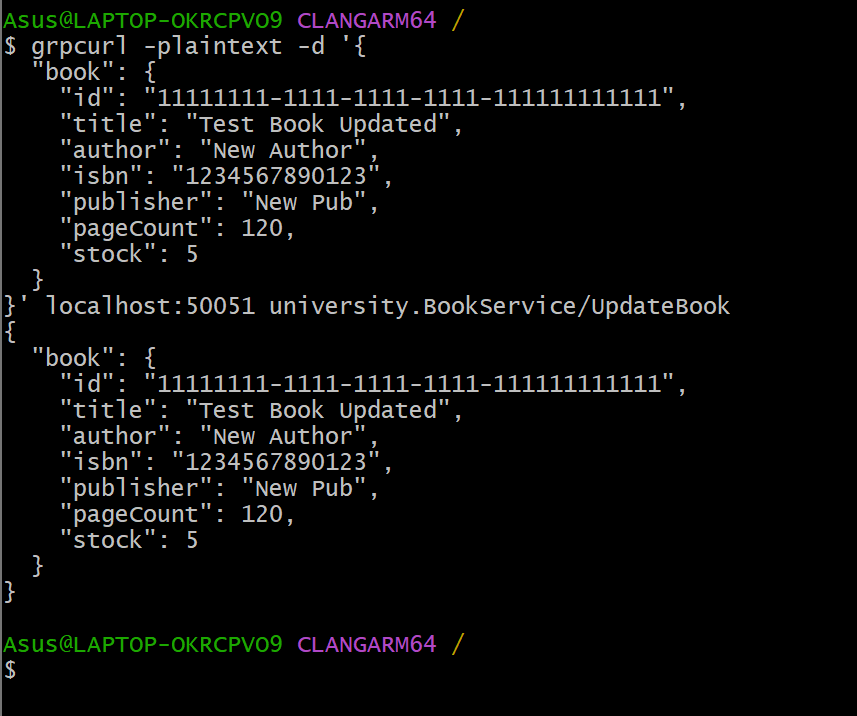 Asus@LAPTOP-OKRCPVO9 CLANGARM64 /
$ grpcurl -plaintext -d '{
  "book": {
    "id": "11111111-1111-1111-1111-111111111111",
    "title": "Test Book Updated",
    "author": "New Author",
    "isbn": "1234567890123",
    "publisher": "New Pub",
    "pageCount": 120,
    "stock": 5
  }
}' localhost:50051 university.BookService/UpdateBook
{
  "book": {
    "id": "11111111-1111-1111-1111-111111111111",
    "title": "Test Book Updated",
    "author": "New Author",
    "isbn": "1234567890123",
    "publisher": "New Pub",
    "pageCount": 120,
    "stock": 5
  }
}
Asus@LAPTOP-OKRCPVO9 CLANGARM64 /
$